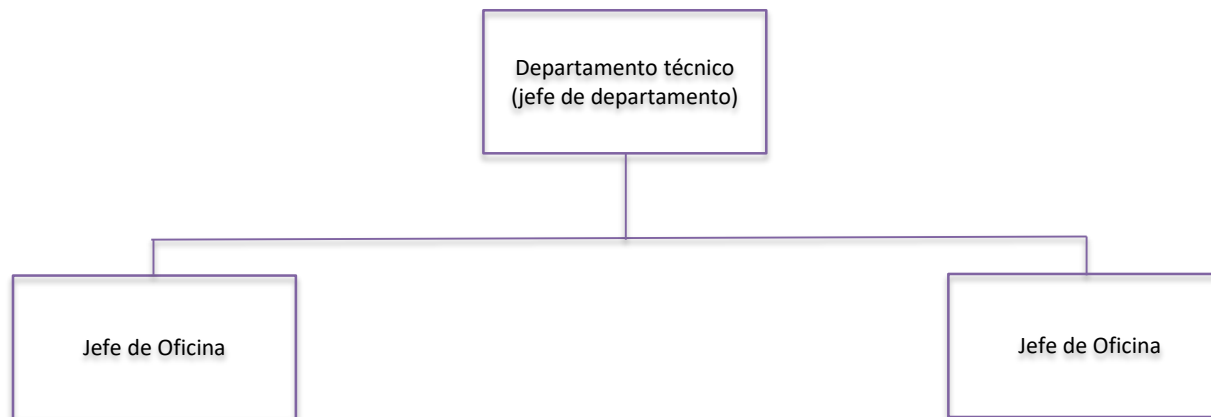 Departamento técnico
(jefe de departamento)
Jefe de Oficina
Jefe de Oficina